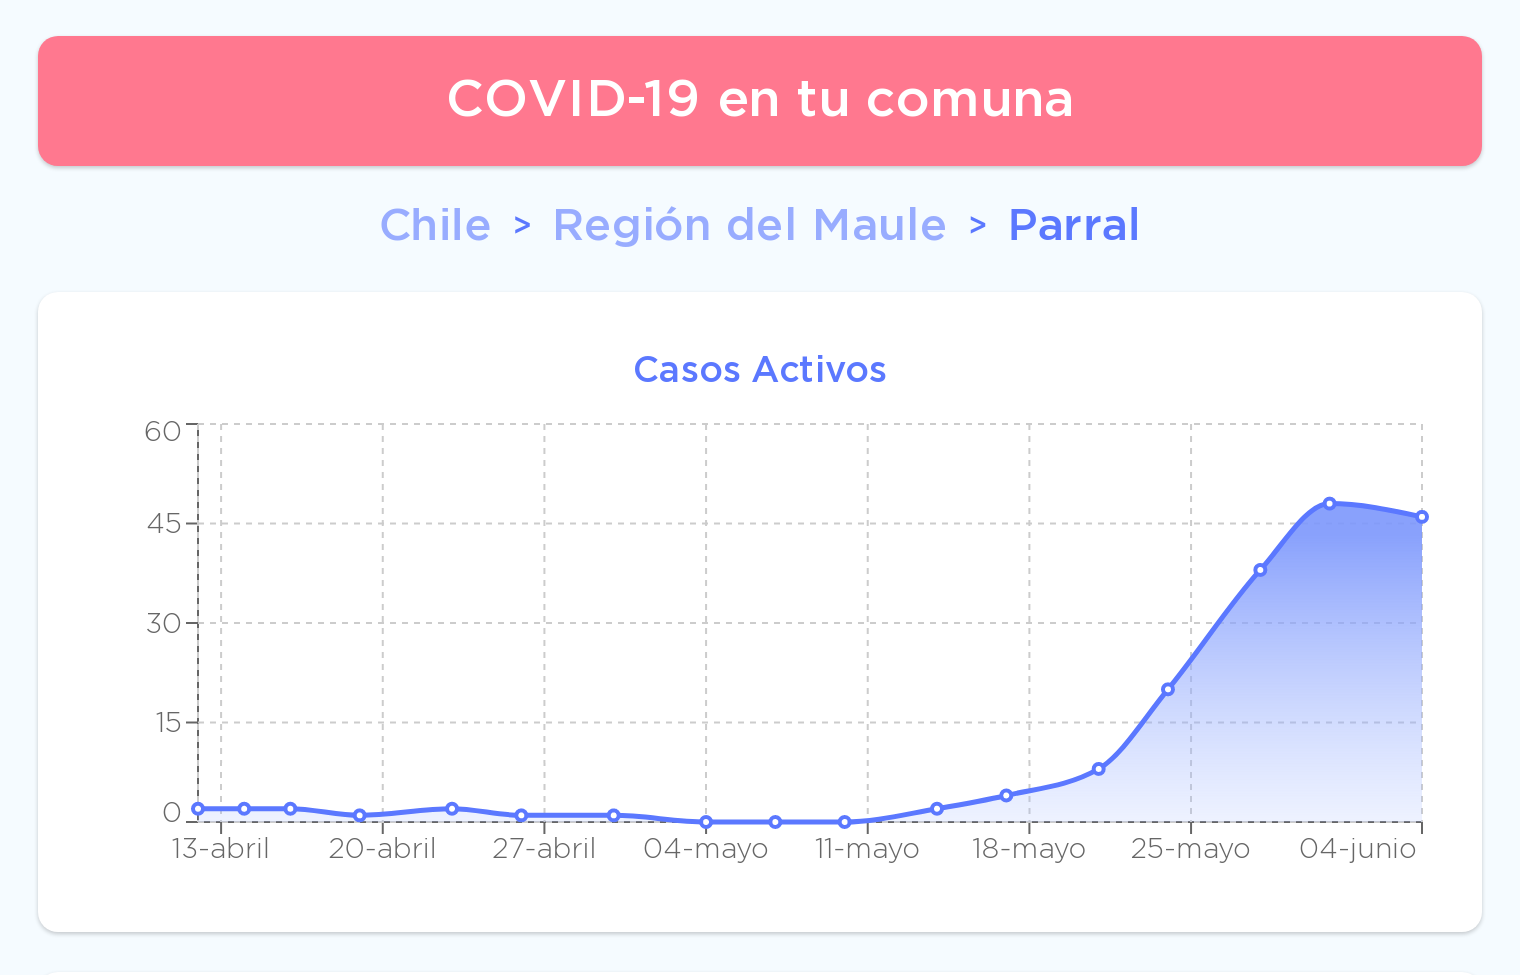 COVID-19 en tu comuna
Chile > Región del Maule > Parral
Casos Activos
60
45
30
15
0
13-abril 20-abril 27-abril 04-mayo 11-mayo 18-mayo 25-mayo 04-junio